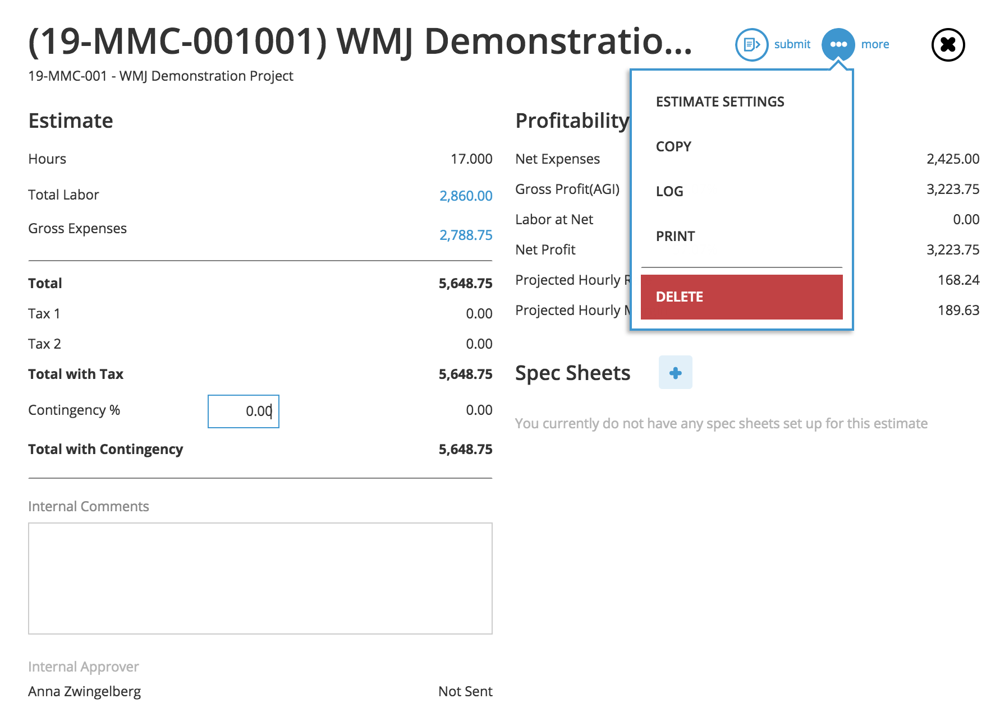 (19-MMC-001001) WMJ Demonstratio...
submit
more
19-MMC-001 - WMJ Demonstration Project
ESTIMATE SETTINGS
COPY
LOG
PRINT
DELETE
Estimate
Hours 17.000
Total Labor 2,860.00
Gross Expenses 2,788.75
Total 5,648.75
Tax 1 0.00
Tax 2 0.00
Total with Tax 5,648.75
Contingency % 0.00 0.00
Total with Contingency 5,648.75
Internal Comments
Internal Approver
Anna Zwingelberg Not Sent
Profitability
Net Expenses 2,425.00
Gross Profit(AGI) 3,223.75
Labor at Net 0.00
Net Profit 3,223.75
Projected Hourly 168.24
Projected Hourly 189.63
Spec Sheets
You currently do not have any spec sheets set up for this estimate